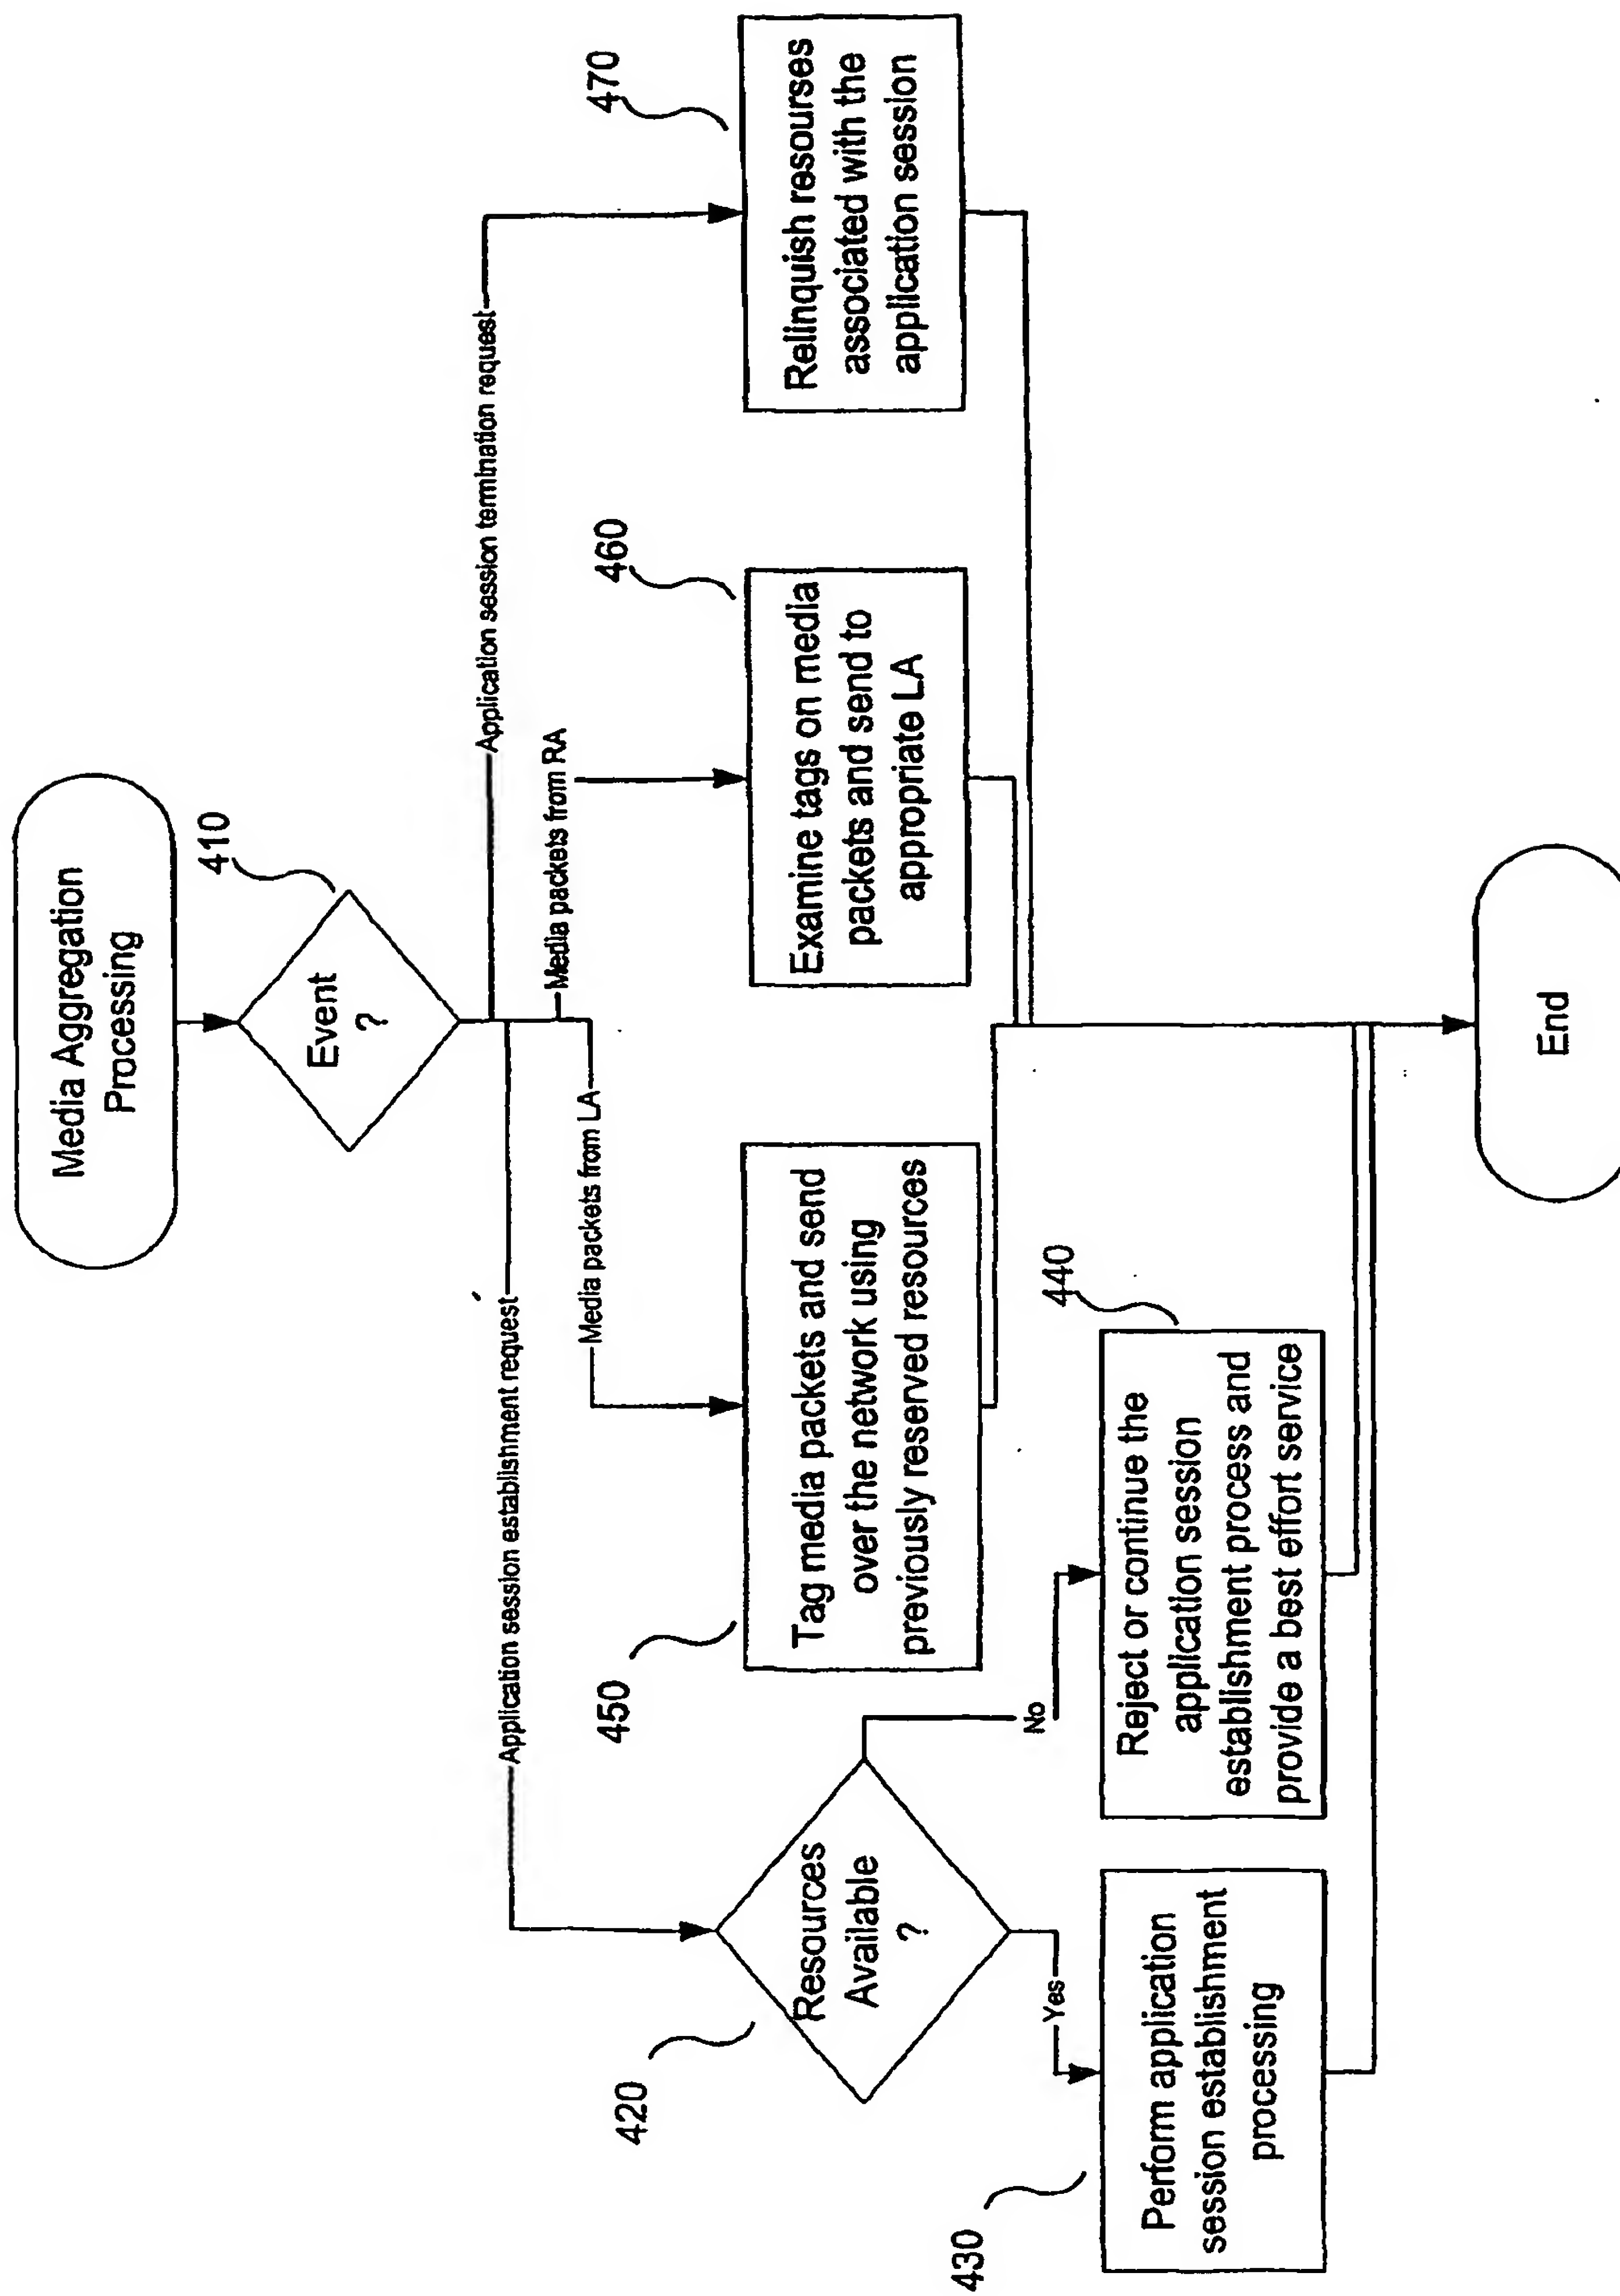 Media Aggregation
Processing
410
Event
?
Application session establishment request
Media packets from LA
Media packets from RA
Application session termination request
420
Resources
Available
?
450
Tag media packets and send
over the network using
previously reserved resources
460
Examine tags on media
packets and send to
appropriate LA
470
Relinquish resourses
associated with the
application session
Yes
No
430
Perform application
session establishment
processing
440
Reject or continue the
application session
establishment process and
provide a best effort service
End